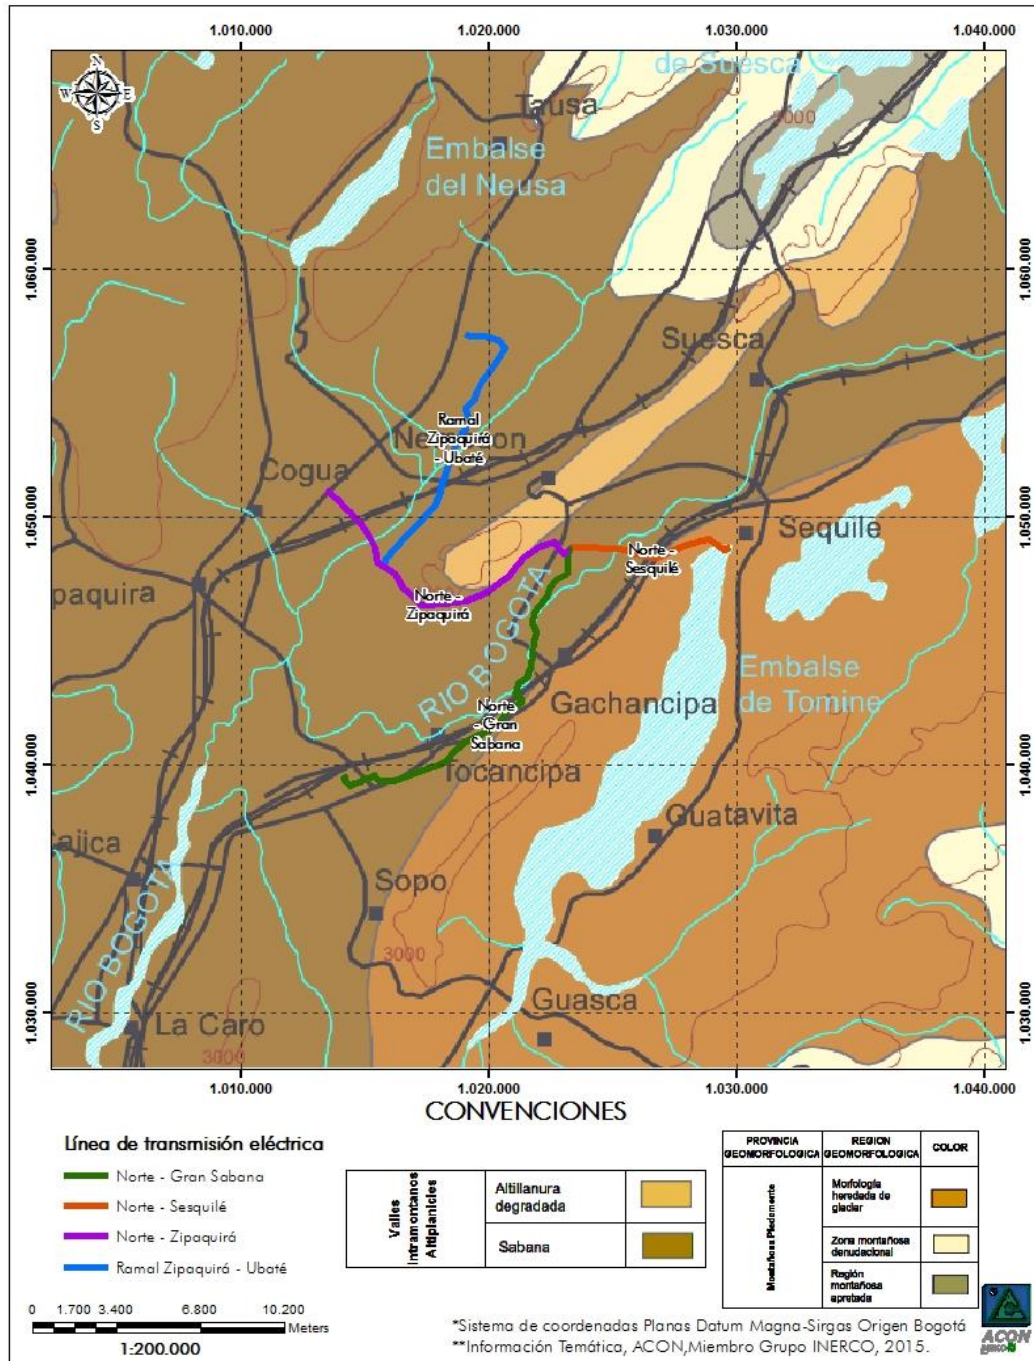 1.010.000 1.020.000 1.030.000 1.040.000
N
W E
S
de Suesca
Tausa
3000
Embalse
del Neusa
1.060.000 1.060.000
Suesca
Ramal
Zipaquirá
- Ubaté
Cogua
1.050.000 1.050.000
Sequile
Norte -
Sesquilé
paquira
Norte -
Zipaquirá
RIO BOGOTA
Embalse
de Tomine
Gachancipa
Norte
- Gran
Sabana
1.040.000 1.040.000
Tocancipa
Guatavita
ajica
Sopo
RIO BOGOTA
3000
Guasca
1.030.000 1.030.000
La Caro
3000
1.010.000 1.020.000 1.030.000 1.040.000
CONVENCIONES
Línea de transmisión eléctrica
Norte - Gran Sabana
Norte - Sesquilé
Norte - Zipaquirá
Ramal Zipaquirá - Ubaté
Valles
Intramontanos
Altiplanicies
Altillanura
degradada
Sabana
PROVINCIA
GEOMORFOLOGICA
REGION
GEOMORFOLOGICA
COLOR
Montañosa Piedemonte
Morfología
heredada de
glaciar
Zona montañosa
denudacional
Región
montañosa
apretada
0 1.700 3.400 6.800 10.200
Meters
1:200.000
*Sistema de coordenadas Planas Datum Magna-Sirgas Origen Bogotá
**Información Temática, ACON,Miembro Grupo INERCO, 2015.
ACON